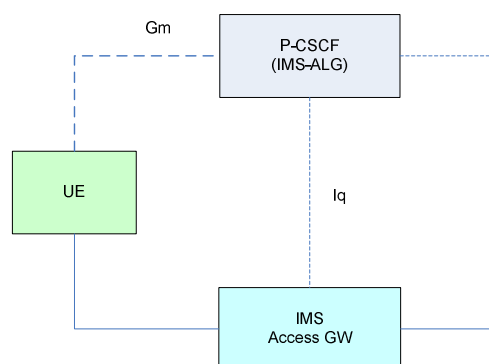 Gm
P-CSCF
(IMS-ALG)
UE
Iq
IMS
Access GW